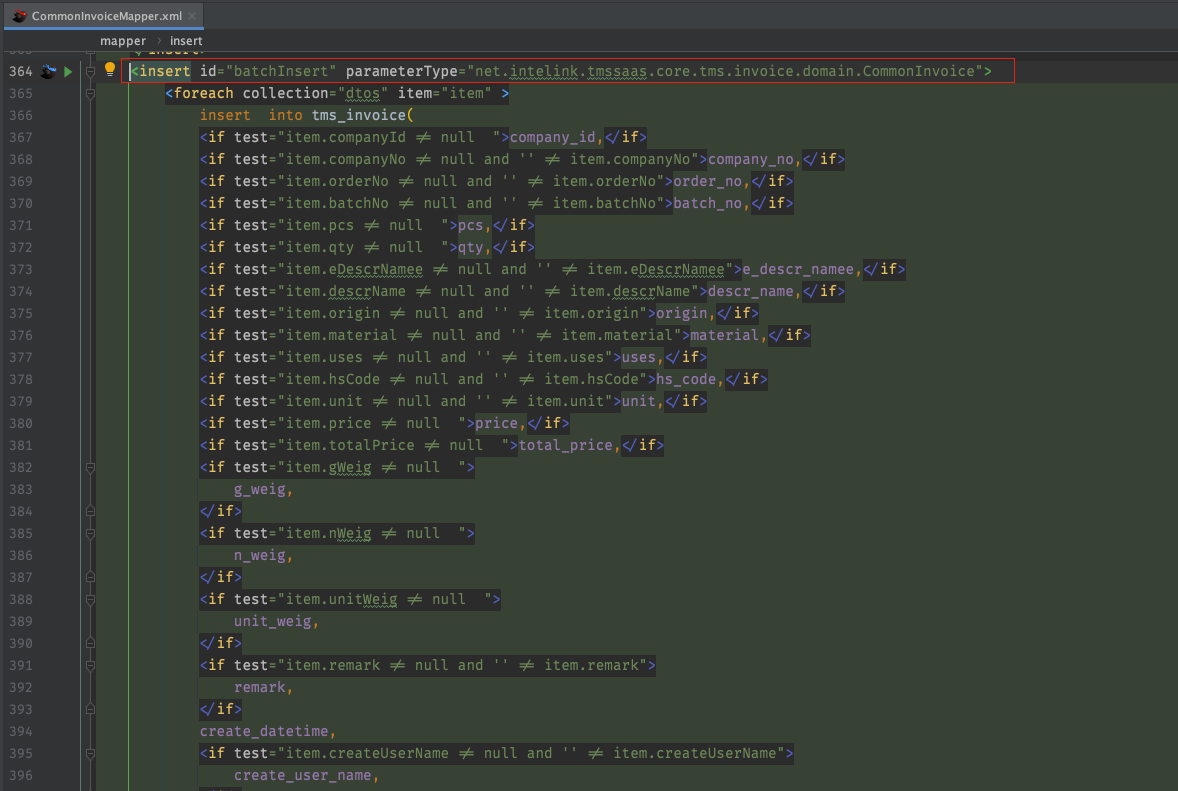 CommonInvoiceMapper.xml
mapper › insert
364 <insert id="batchInsert" parameterType="net.intelink.tmssaas.core.tms.invoice.domain.CommonInvoice">
365 <foreach collection="dtos" item="item" >
366 insert  into tms_invoice(
367 <if test="item.companyId ≠ null  ">company_id,</if>
368 <if test="item.companyNo ≠ null and '' ≠ item.companyNo">company_no,</if>
369 <if test="item.orderNo ≠ null and '' ≠ item.orderNo">order_no,</if>
370 <if test="item.batchNo ≠ null and '' ≠ item.batchNo">batch_no,</if>
371 <if test="item.pcs ≠ null  ">pcs,</if>
372 <if test="item.qty ≠ null  ">qty,</if>
373 <if test="item.eDescrNamee ≠ null and '' ≠ item.eDescrNamee">e_descr_namee,</if>
374 <if test="item.descrName ≠ null and '' ≠ item.descrName">descr_name,</if>
375 <if test="item.origin ≠ null and '' ≠ item.origin">origin,</if>
376 <if test="item.material ≠ null and '' ≠ item.material">material,</if>
377 <if test="item.uses ≠ null and '' ≠ item.uses">uses,</if>
378 <if test="item.hsCode ≠ null and '' ≠ item.hsCode">hs_code,</if>
379 <if test="item.unit ≠ null and '' ≠ item.unit">unit,</if>
380 <if test="item.price ≠ null  ">price,</if>
381 <if test="item.totalPrice ≠ null  ">total_price,</if>
382 <if test="item.gWeig ≠ null  ">
383 g_weig,
384 </if>
385 <if test="item.nWeig ≠ null  ">
386 n_weig,
387 </if>
388 <if test="item.unitWeig ≠ null  ">
389 unit_weig,
390 </if>
391 <if test="item.remark ≠ null and '' ≠ item.remark">
392 remark,
393 </if>
394 create_datetime,
395 <if test="item.createUserName ≠ null and '' ≠ item.createUserName">
396 create_user_name,